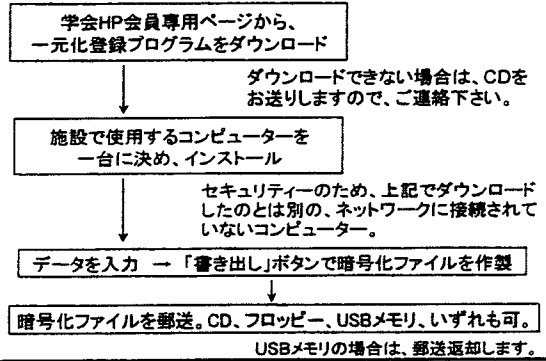 学会HP会員専用ページから、
一元化登録プログラムをダウンロード
ダウンロードできない場合は、CDを
お送りしますので、ご連絡下さい。
施設で使用するコンピューターを
一台に決め、インストール
セキュリティーのため、上記でダウンロード
したのとは別の、ネットワークに接続されて
いないコンピューター。
データを入力 → 「書き出し」ボタンで暗号化ファイルを作製
暗号化ファイルを郵送。CD、フロッピー、USBメモリ、いずれも可。
USBメモリの場合は、郵送返却します。